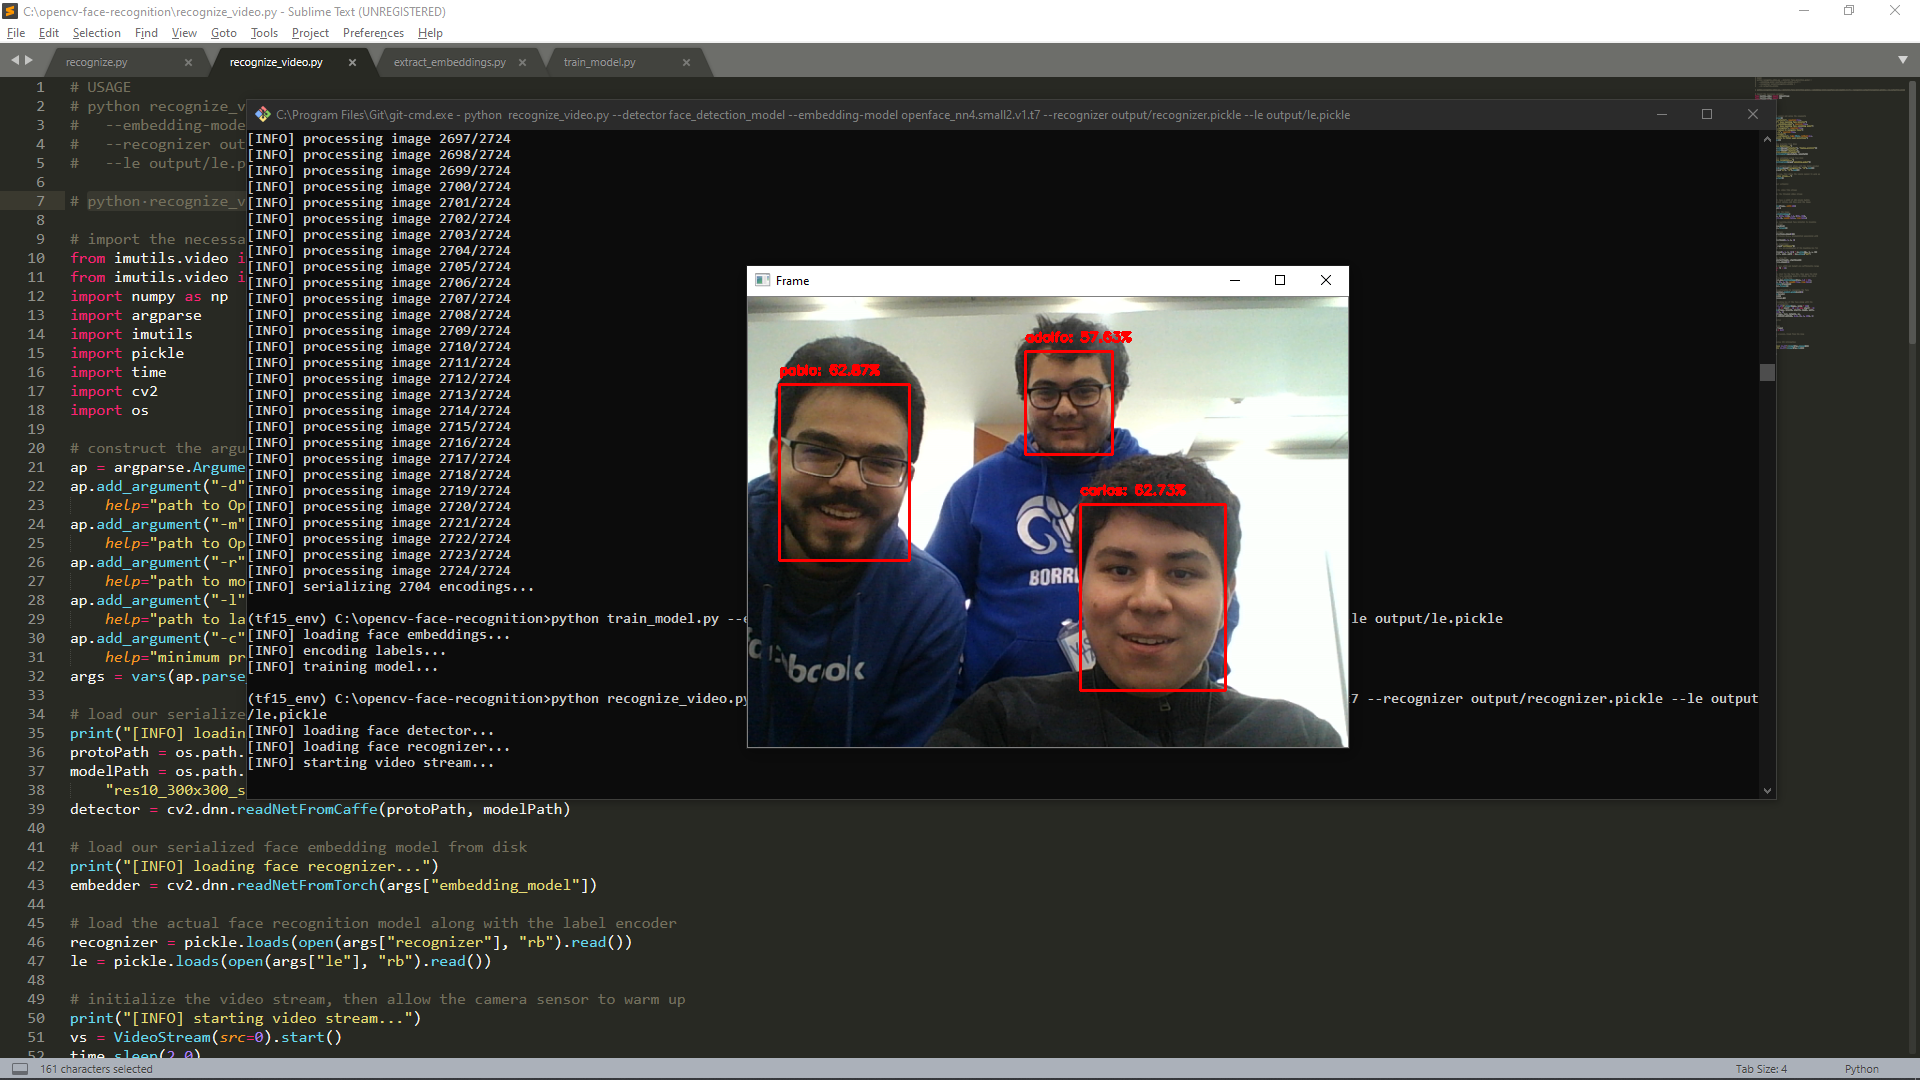 C:\opencv-face-recognition\recognize_video.py - Sublime Text (UNREGISTERED)
File Edit Selection Find View Goto Tools Project Preferences Help
recognize.py recognize_video.py extract_embeddings.py train_model.py
1 # USAGE
2 # python recognize_v
3 # --embedding-mode
4 # --recognizer out
5 # --le output/le.p
6
7 # python·recognize_v
8
9 # import the necessa
10 from imutils.video i
11 from imutils.video i
12 import numpy as np
13 import argparse
14 import imutils
15 import pickle
16 import time
17 import cv2
18 import os
19
20 # construct the argu
21 ap = argparse.Argume
22 ap.add_argument("-d"
23 help="path to Op
24 ap.add_argument("-m"
25 help="path to Op
26 ap.add_argument("-r"
27 help="path to mo
28 ap.add_argument("-l"
29 help="path to la
30 ap.add_argument("-c"
31 help="minimum pr
32 args = vars(ap.parse
33
34 # load our serialize
35 print("[INFO] loadin
36 protoPath = os.path.
37 modelPath = os.path.
38 "res10_300x300_s
39 detector = cv2.dnn.readNetFromCaffe(protoPath, modelPath)
40
41 # load our serialized face embedding model from disk
42 print("[INFO] loading face recognizer...")
43 embedder = cv2.dnn.readNetFromTorch(args["embedding_model"])
44
45 # load the actual face recognition model along with the label encoder
46 recognizer = pickle.loads(open(args["recognizer"], "rb").read())
47 le = pickle.loads(open(args["le"], "rb").read())
48
49 # initialize the video stream, then allow the camera sensor to warm up
50 print("[INFO] starting video stream...")
51 vs = VideoStream(src=0).start()
52 time.sleep(2.0)
C:\Program Files\Git\git-cmd.exe - python recognize_video.py --detector face_detection_model --embedding-model openface_nn4.small2.v1.t7 --recognizer output/recognizer.pickle --le output/le.pickle
[INFO] processing image 2697/2724
[INFO] processing image 2698/2724
[INFO] processing image 2699/2724
[INFO] processing image 2700/2724
[INFO] processing image 2701/2724
[INFO] processing image 2702/2724
[INFO] processing image 2703/2724
[INFO] processing image 2704/2724
[INFO] processing image 2705/2724
[INFO] processing image 2706/2724
[INFO] processing image 2707/2724
[INFO] processing image 2708/2724
[INFO] processing image 2709/2724
[INFO] processing image 2710/2724
[INFO] processing image 2711/2724
[INFO] processing image 2712/2724
[INFO] processing image 2713/2724
[INFO] processing image 2714/2724
[INFO] processing image 2715/2724
[INFO] processing image 2716/2724
[INFO] processing image 2717/2724
[INFO] processing image 2718/2724
[INFO] processing image 2719/2724
[INFO] processing image 2720/2724
[INFO] processing image 2721/2724
[INFO] processing image 2722/2724
[INFO] processing image 2723/2724
[INFO] processing image 2724/2724
[INFO] serializing 2704 encodings...
(tf15_env) C:\opencv-face-recognition>python train_model.py --e le output/le.pickle
[INFO] loading face embeddings...
[INFO] encoding labels...
[INFO] training model...
(tf15_env) C:\opencv-face-recognition>python recognize_video.py 7 --recognizer output/recognizer.pickle --le output
/le.pickle
[INFO] loading face detector...
[INFO] loading face recognizer...
[INFO] starting video stream...
Frame
adolfo: 57.63%
pablo: 62.67%
carlos: 52.73%
BORR
book
161 characters selected Tab Size: 4 Python